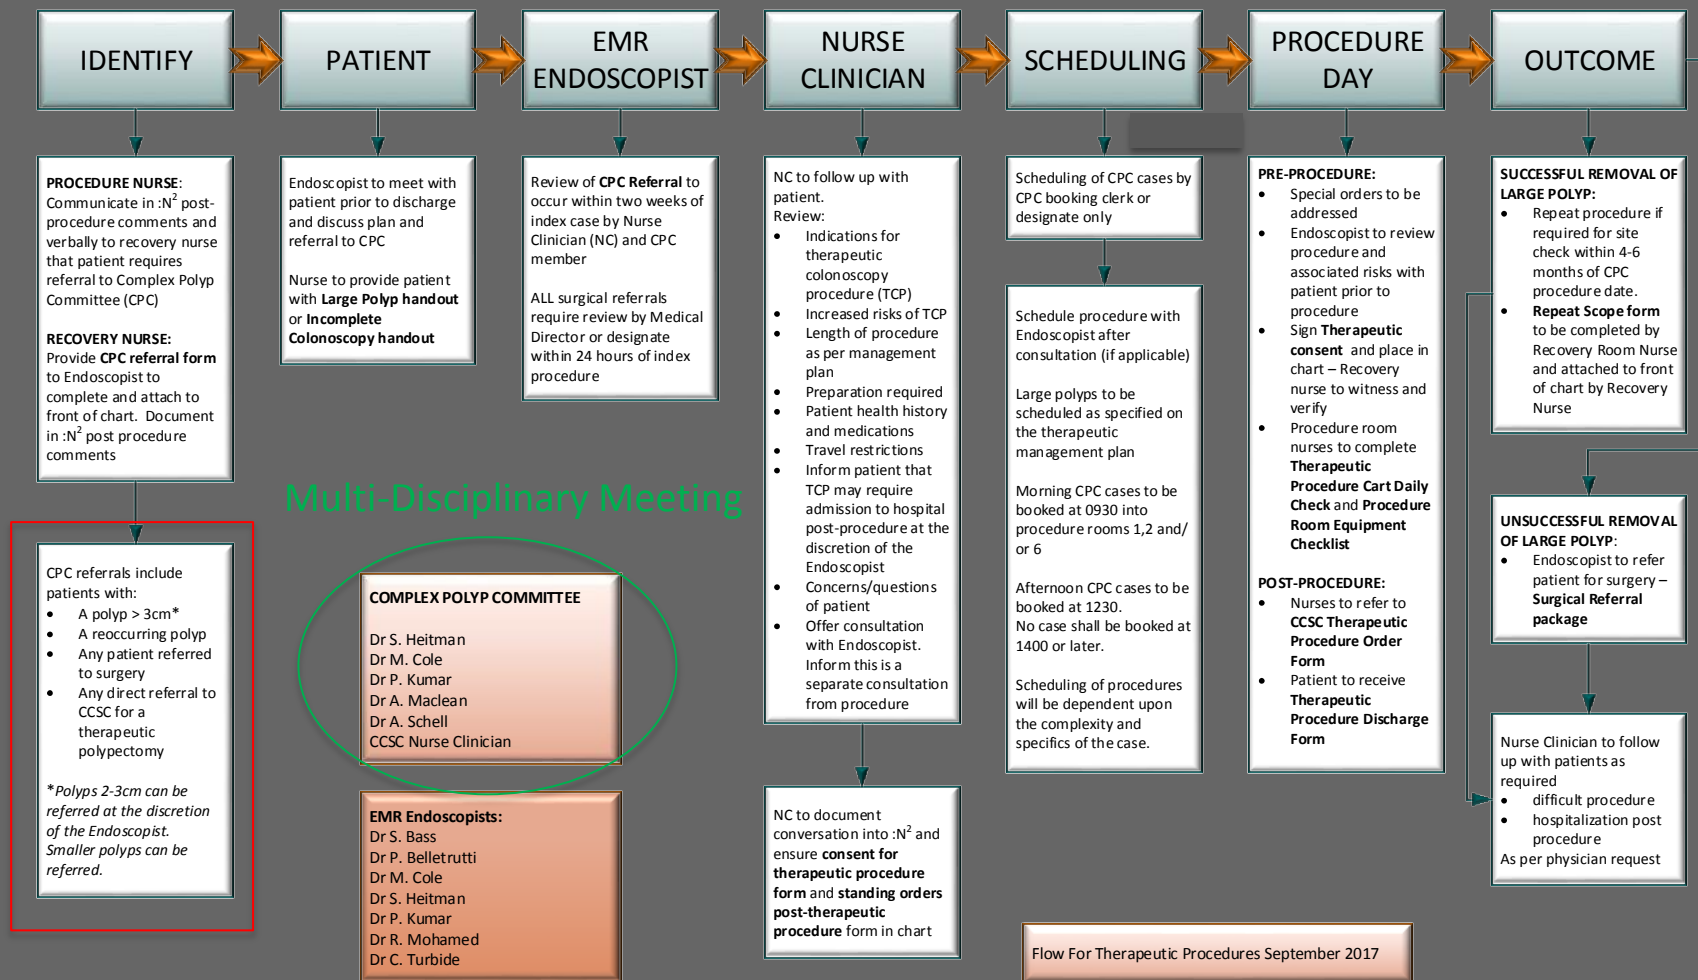 IDENTIFY
PATIENT
EMR
ENDOSCOPIST
NURSE
CLINICIAN
SCHEDULING
PROCEDURE
DAY
OUTCOME
PROCEDURE NURSE:
Communicate in :N² post-
procedure comments and
verbally to recovery nurse
that patient requires
referral to Complex Polyp
Committee (CPC)
RECOVERY NURSE:
Provide CPC referral form
to Endoscopist to
complete and attach to
front of chart.  Document
in :N² post procedure
comments
CPC referrals include
patients with:
• A polyp > 3cm*
• A reoccurring polyp
• Any patient referred
to surgery
• Any direct referral to
CCSC for a
therapeutic
polypectomy
*Polyps 2-3cm can be
referred at the discretion
of the Endoscopist.
Smaller polyps can be
referred.
Endoscopist to meet with
patient prior to discharge
and discuss plan and
referral to CPC
Nurse to provide patient
with Large Polyp handout
or Incomplete
Colonoscopy handout
Review of CPC Referral to
occur within two weeks of
index case by Nurse
Clinician (NC) and CPC
member
ALL surgical referrals
require review by Medical
Director or designate
within 24 hours of index
procedure
Multi-Disciplinary Meeting
COMPLEX POLYP COMMITTEE
Dr S. Heitman
Dr M. Cole
Dr P. Kumar
Dr A. Maclean
Dr A. Schell
CCSC Nurse Clinician
EMR Endoscopists:
Dr S. Bass
Dr P. Belletrutti
Dr M. Cole
Dr S. Heitman
Dr P. Kumar
Dr R. Mohamed
Dr C. Turbide
NC to follow up with
patient.
Review:
• Indications for
therapeutic
colonoscopy
procedure (TCP)
• Increased risks of TCP
• Length of procedure
as per management
plan
• Preparation required
• Patient health history
and medications
• Travel restrictions
• Inform patient that
TCP may require
admission to hospital
post-procedure at the
discretion of the
Endoscopist
• Concerns/questions
of patient
• Offer consultation
with Endoscopist.
Inform this is a
separate consultation
from procedure
NC to document
conversation into :N² and
ensure consent for
therapeutic procedure
form and standing orders
post-therapeutic
procedure form in chart
Scheduling of CPC cases by
CPC booking clerk or
designate only
Schedule procedure with
Endoscopist after
consultation (if applicable)
Large polyps to be
scheduled as specified on
the therapeutic
management plan
Morning CPC cases to be
booked at 0930 into
procedure rooms 1,2 and/
or 6
Afternoon CPC cases to be
booked at 1230.
No case shall be booked at
1400 or later.
Scheduling of procedures
will be dependent upon
the complexity and
specifics of the case.
PRE-PROCEDURE:
• Special orders to be
addressed
• Endoscopist to review
procedure and
associated risks with
patient prior to
procedure
• Sign Therapeutic
consent  and place in
chart – Recovery
nurse to witness and
verify
• Procedure room
nurses to complete
Therapeutic
Procedure Cart Daily
Check and Procedure
Room Equipment
Checklist
POST-PROCEDURE:
• Nurses to refer to
CCSC Therapeutic
Procedure Order
Form
• Patient to receive
Therapeutic
Procedure Discharge
Form
SUCCESSFUL REMOVAL OF
LARGE POLYP:
• Repeat procedure if
required for site
check within 4-6
months of CPC
procedure date.
• Repeat Scope form
to be completed by
Recovery Room Nurse
and attached to front
of chart by Recovery
Nurse
UNSUCCESSFUL REMOVAL
OF LARGE POLYP:
• Endoscopist to refer
patient for surgery –
Surgical Referral
package
Nurse Clinician to follow
up with patients as
required
• difficult procedure
• hospitalization post
procedure
As per physician request
Flow For Therapeutic Procedures September 2017